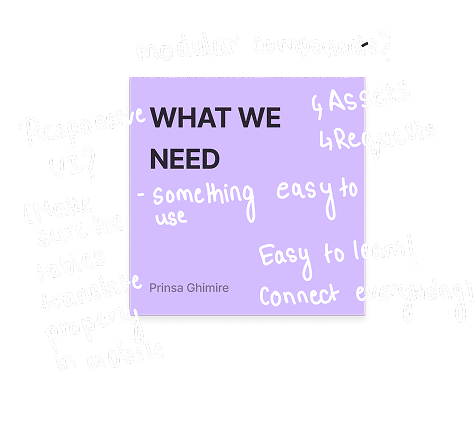 modular components?
WHAT WE
NEED
↳ Assets
↳ Requests
- something easy to
use
Easy to learn!
Connect everything!
Prinsa Ghimire
Responsive
UI?
(Make
sure the
tables
translate
properly
in mobile